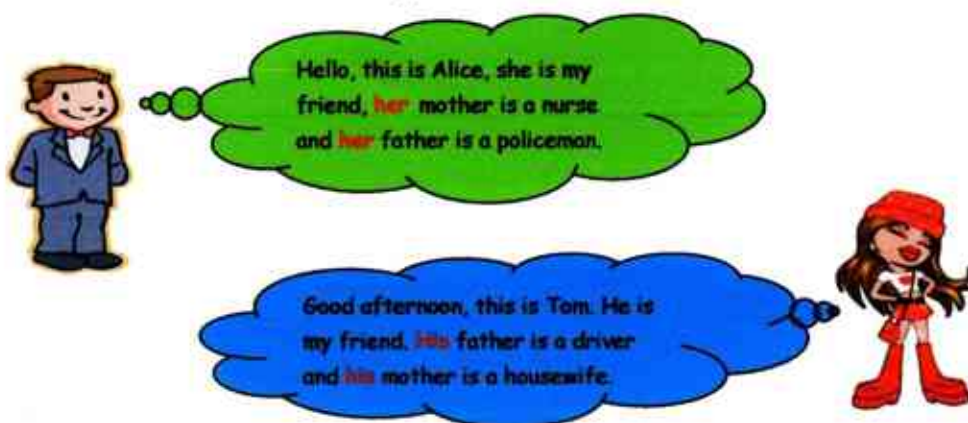 Hello, this is Alice, she is my
friend, her mother is a nurse
and her father is a policeman.
Good afternoon, this is Tom. He is
my friend. His father is a driver
and his mother is a housewife.